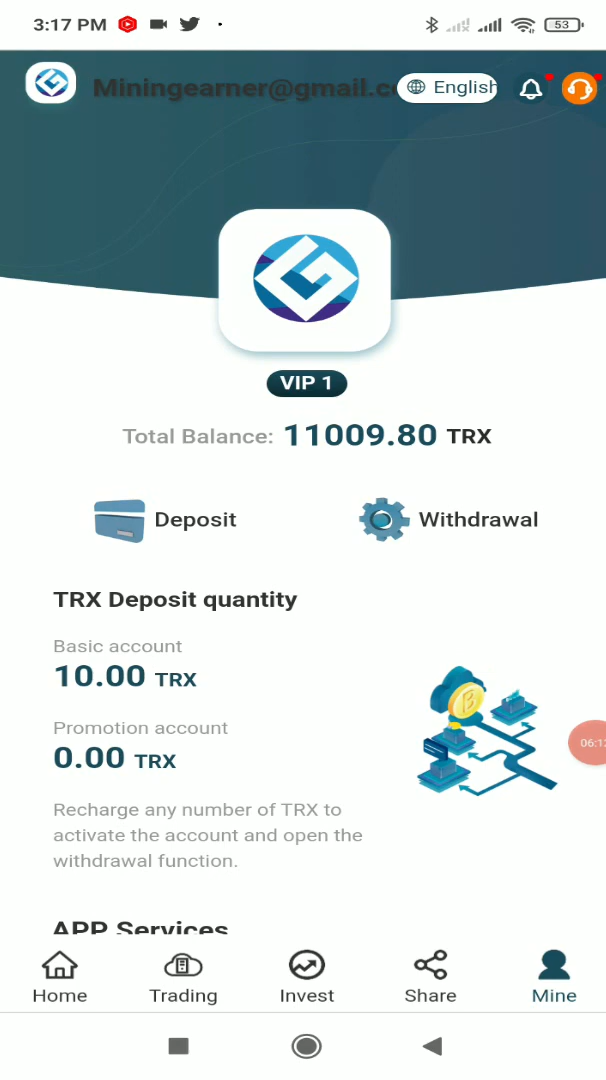 3:17 PM
53
Miningearner@gmail.c
English
VIP 1
Total Balance: 11009.80 TRX
Deposit
Withdrawal
TRX Deposit quantity
Basic account
10.00 TRX
Promotion account
0.00 TRX
06:1
Recharge any number of TRX to
activate the account and open the
withdrawal function.
APP Services
Home
Trading
Invest
Share
Mine